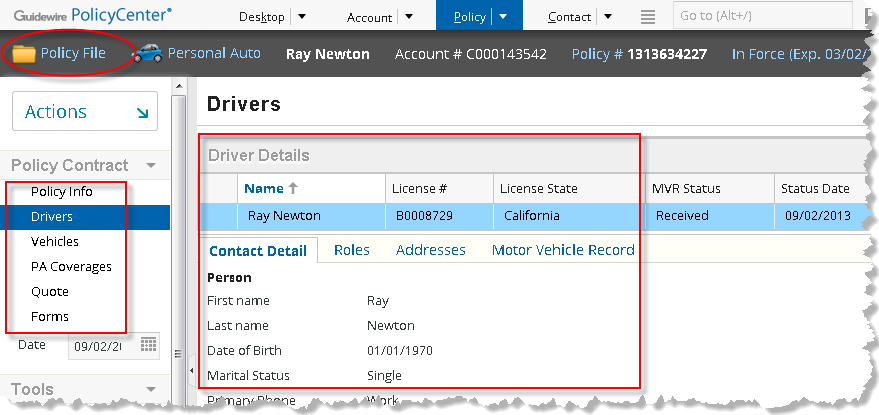 Guidewire PolicyCenter®
Desktop
Account
Policy
Contact
Go to (Alt+/)
Policy File
Personal Auto
Ray Newton
Account # C000143542
Policy # 1313634227
In Force (Exp. 03/02/
Actions
Policy Contract
Policy Info
Drivers
Vehicles
PA Coverages
Quote
Forms
Date 09/02/2
Tools
Drivers
Driver Details
Name License # License State MVR Status Status Date
Ray Newton B0008729 California Received 09/02/2013
Contact Detail Roles Addresses Motor Vehicle Record
Person
First name Ray
Last name Newton
Date of Birth 01/01/1970
Marital Status Single
Primary Phone Work